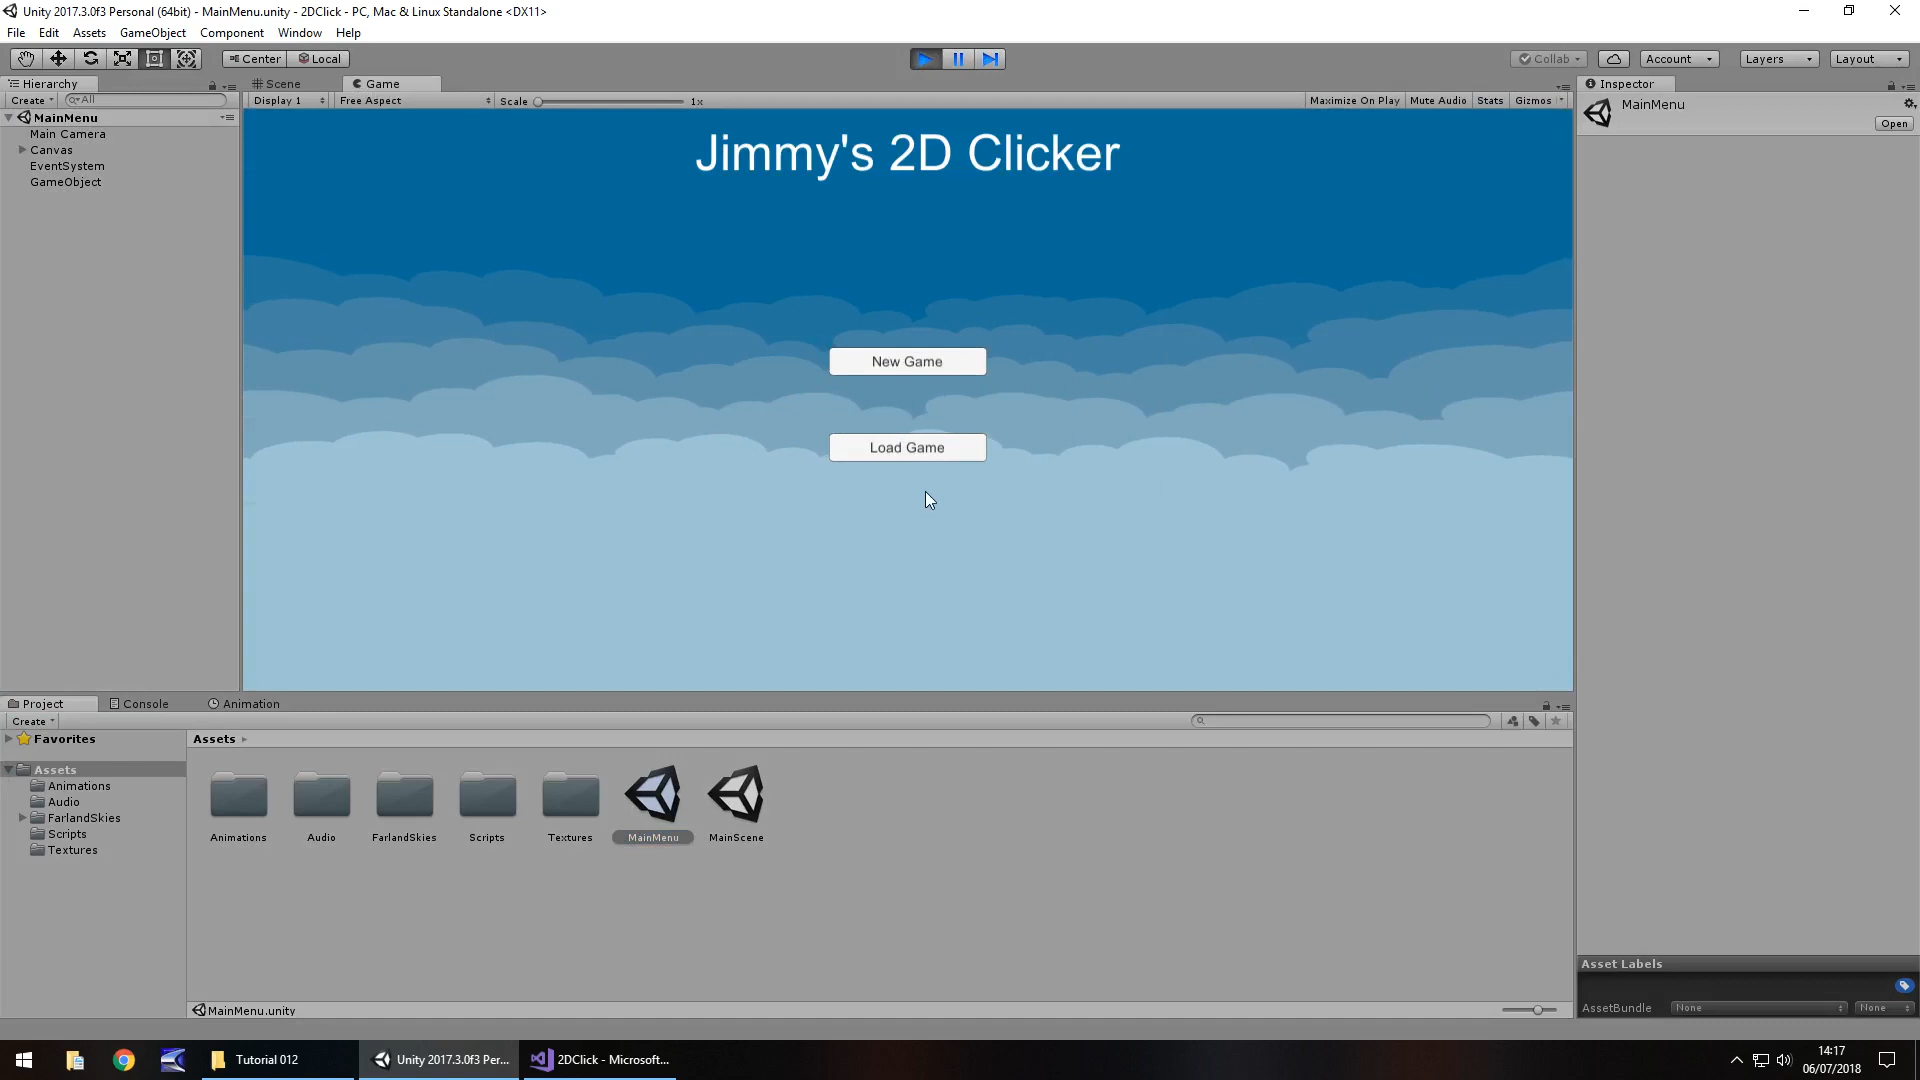 Unity 2017.3.0f3 Personal (64bit) - MainMenu.unity - 2DClick - PC, Mac & Linux Standalone <DX11>
File Edit Assets GameObject Component Window Help
Center Local Collab Account Layers Layout
Hierarchy Scene Game Inspector
Create All Display 1 Free Aspect Scale 1x Maximize On Play Mute Audio Stats Gizmos MainMenu
Open
MainMenu
Main Camera
Canvas
EventSystem
GameObject
Jimmy's 2D Clicker
New Game
Load Game
Project Console Animation
Create
Favorites
Assets
Assets
Animations
Audio
FarlandSkies
Scripts
Textures
Animations Audio FarlandSkies Scripts Textures MainMenu MainScene
MainMenu.unity
Asset Labels
AssetBundle None None
Tutorial 012 Unity 2017.3.0f3 Per... 2DClick - Microsoft...
14:17
06/07/2018